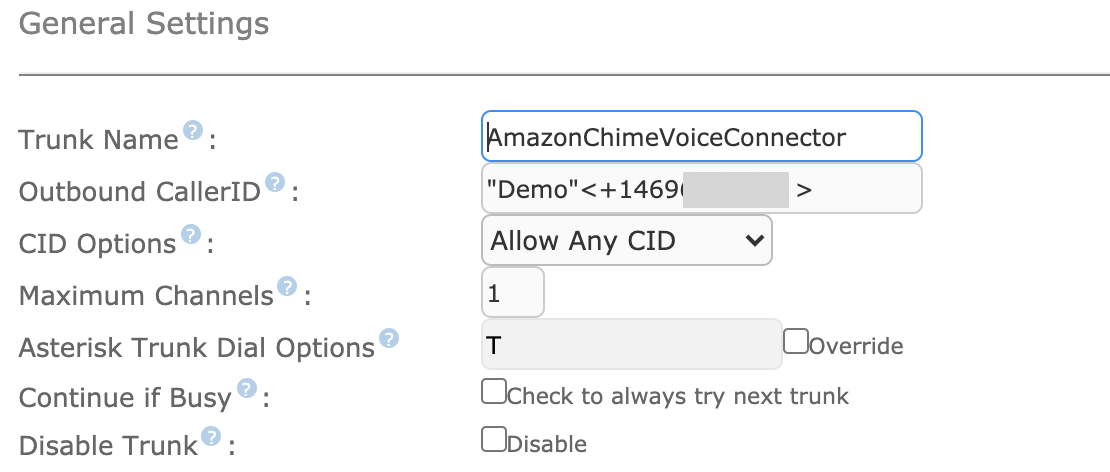 General Settings
Trunk Name ? : AmazonChimeVoiceConnector
Outbound CallerID ? : "Demo"<+1469 >
CID Options ? : Allow Any CID
Maximum Channels ? : 1
Asterisk Trunk Dial Options ? T Override
Continue if Busy ? : Check to always try next trunk
Disable Trunk ? : Disable